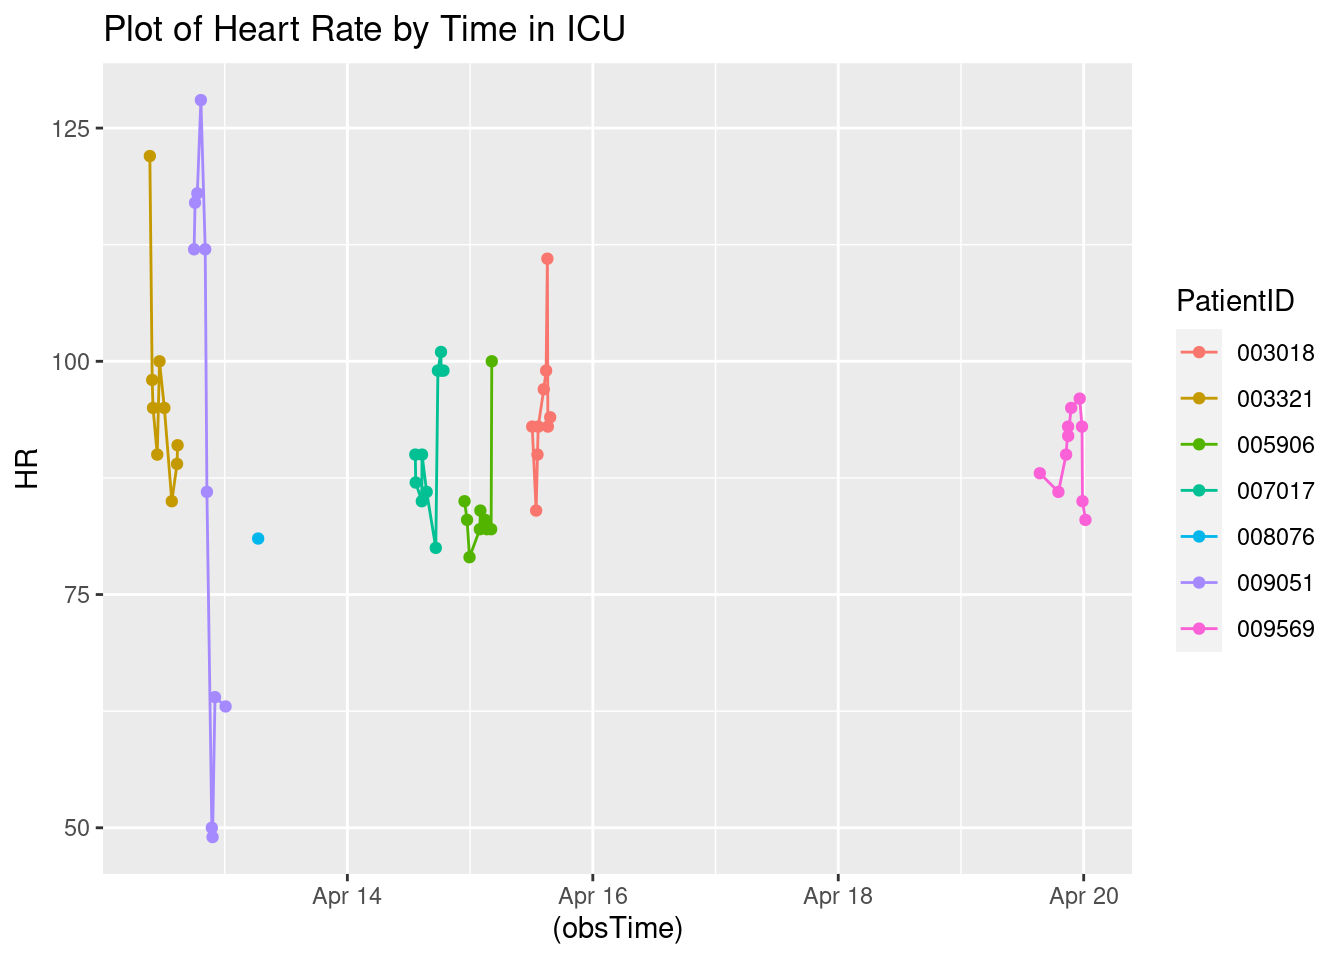 Plot of Heart Rate by Time in ICU
HR
125
100
75
50
Apr 14
Apr 16
Apr 18
Apr 20
(obsTime)
PatientID
003018
003321
005906
007017
008076
009051
009569